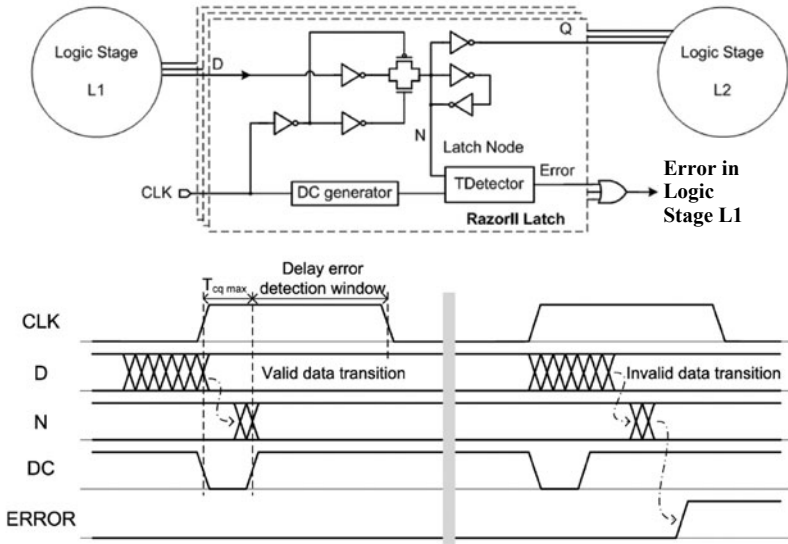 Logic Stage
L1
D
Q
Logic Stage
L2
N
Latch Node
CLK
DC generator
TDetector
Error
RazorII Latch
Error in
Logic
Stage L1
Tcq max
Delay error
detection window
CLK
D
Valid data transition
Invalid data transition
N
DC
ERROR